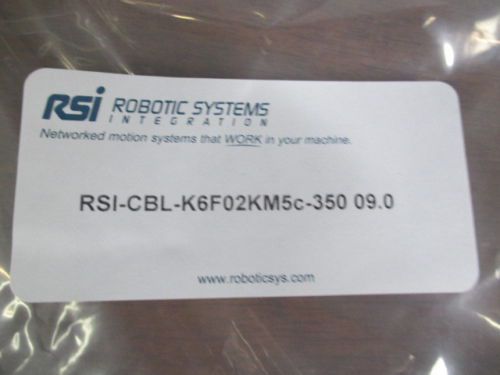 RSi ROBOTIC SYSTEMS
INTEGRATION
Networked motion systems that WORK in your machine.
RSI-CBL-K6F02KM5c-350 09.0
www.roboticsys.com